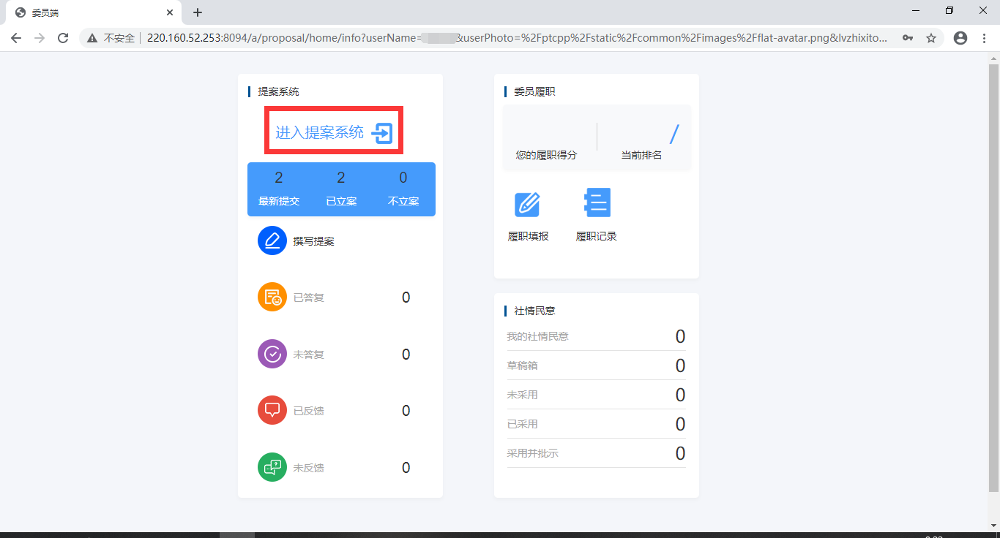 委员端
不安全 220.160.52.253:8094/a/proposal/home/info?userName= &userPhoto=%2Fptcpp%2Fstatic%2Fcommon%2Fimages%2Fflat-avatar.png&lvzhixito...
提案系统
进入提案系统
2 2 0
最新提交 已立案 不立案
撰写提案
已答复 0
未答复 0
已反馈 0
未反馈 0
委员履职
/
您的履职得分 当前排名
履职填报 履职记录
社情民意
我的社情民意 0
草稿箱 0
未采用 0
已采用 0
采用并批示 0